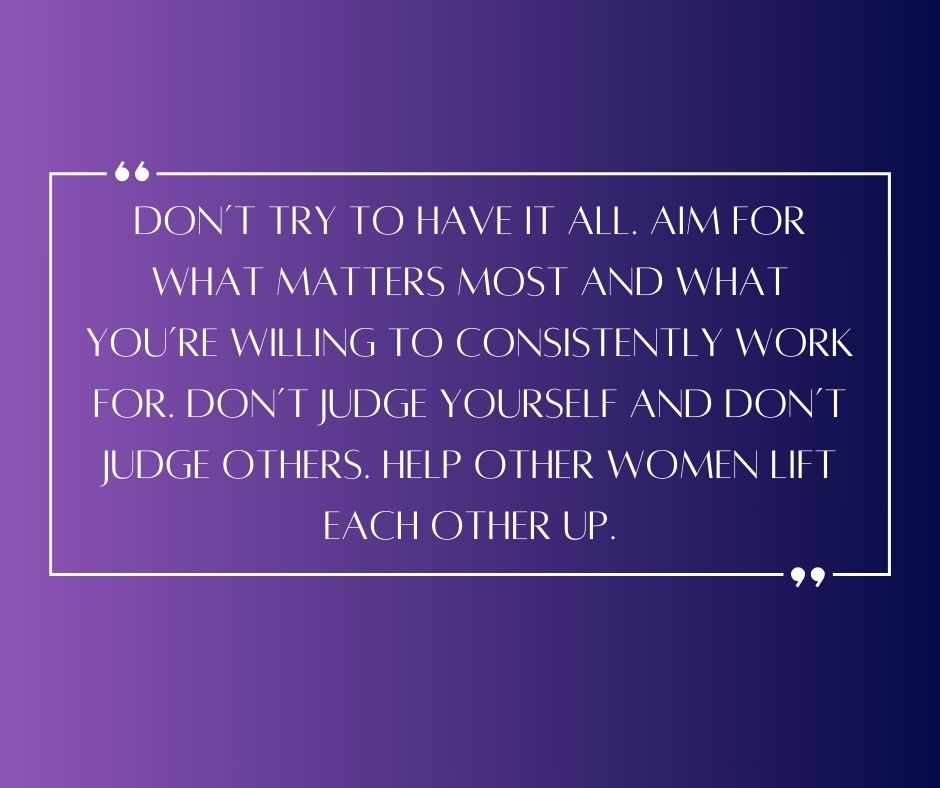 “
DON'T TRY TO HAVE IT ALL. AIM FOR
WHAT MATTERS MOST AND WHAT
YOU'RE WILLING TO CONSISTENTLY WORK
FOR. DON'T JUDGE YOURSELF AND DON'T
JUDGE OTHERS. HELP OTHER WOMEN LIFT
EACH OTHER UP.
”